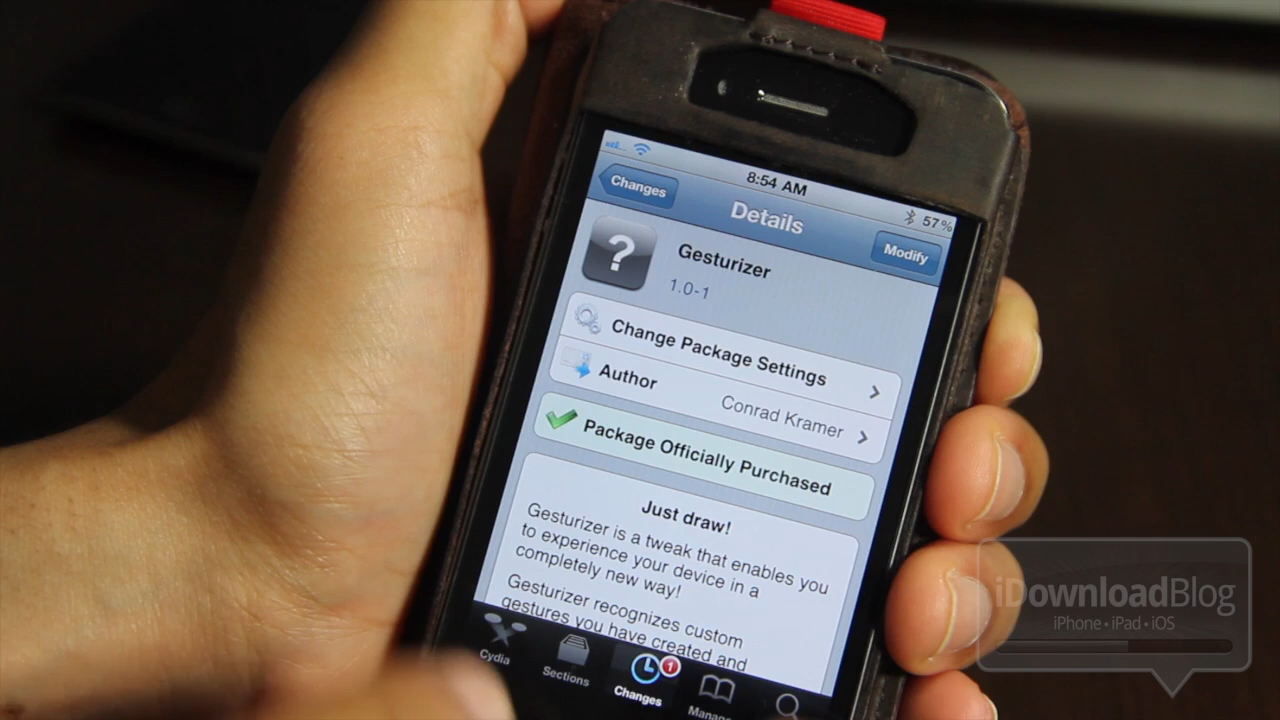 8:54 AM
57%
Changes
Details
Modify
?
Gesturizer
1.0-1
Change Package Settings
Author
Conrad Kramer
Package Officially Purchased
Just draw!
Gesturizer is a tweak that enables you
to experience your device in a
completely new way!
Gesturizer recognizes custom
gestures you have created and
Cydia
Sections
Changes
1
iDownloadBlog
iPhone • iPad • iOS